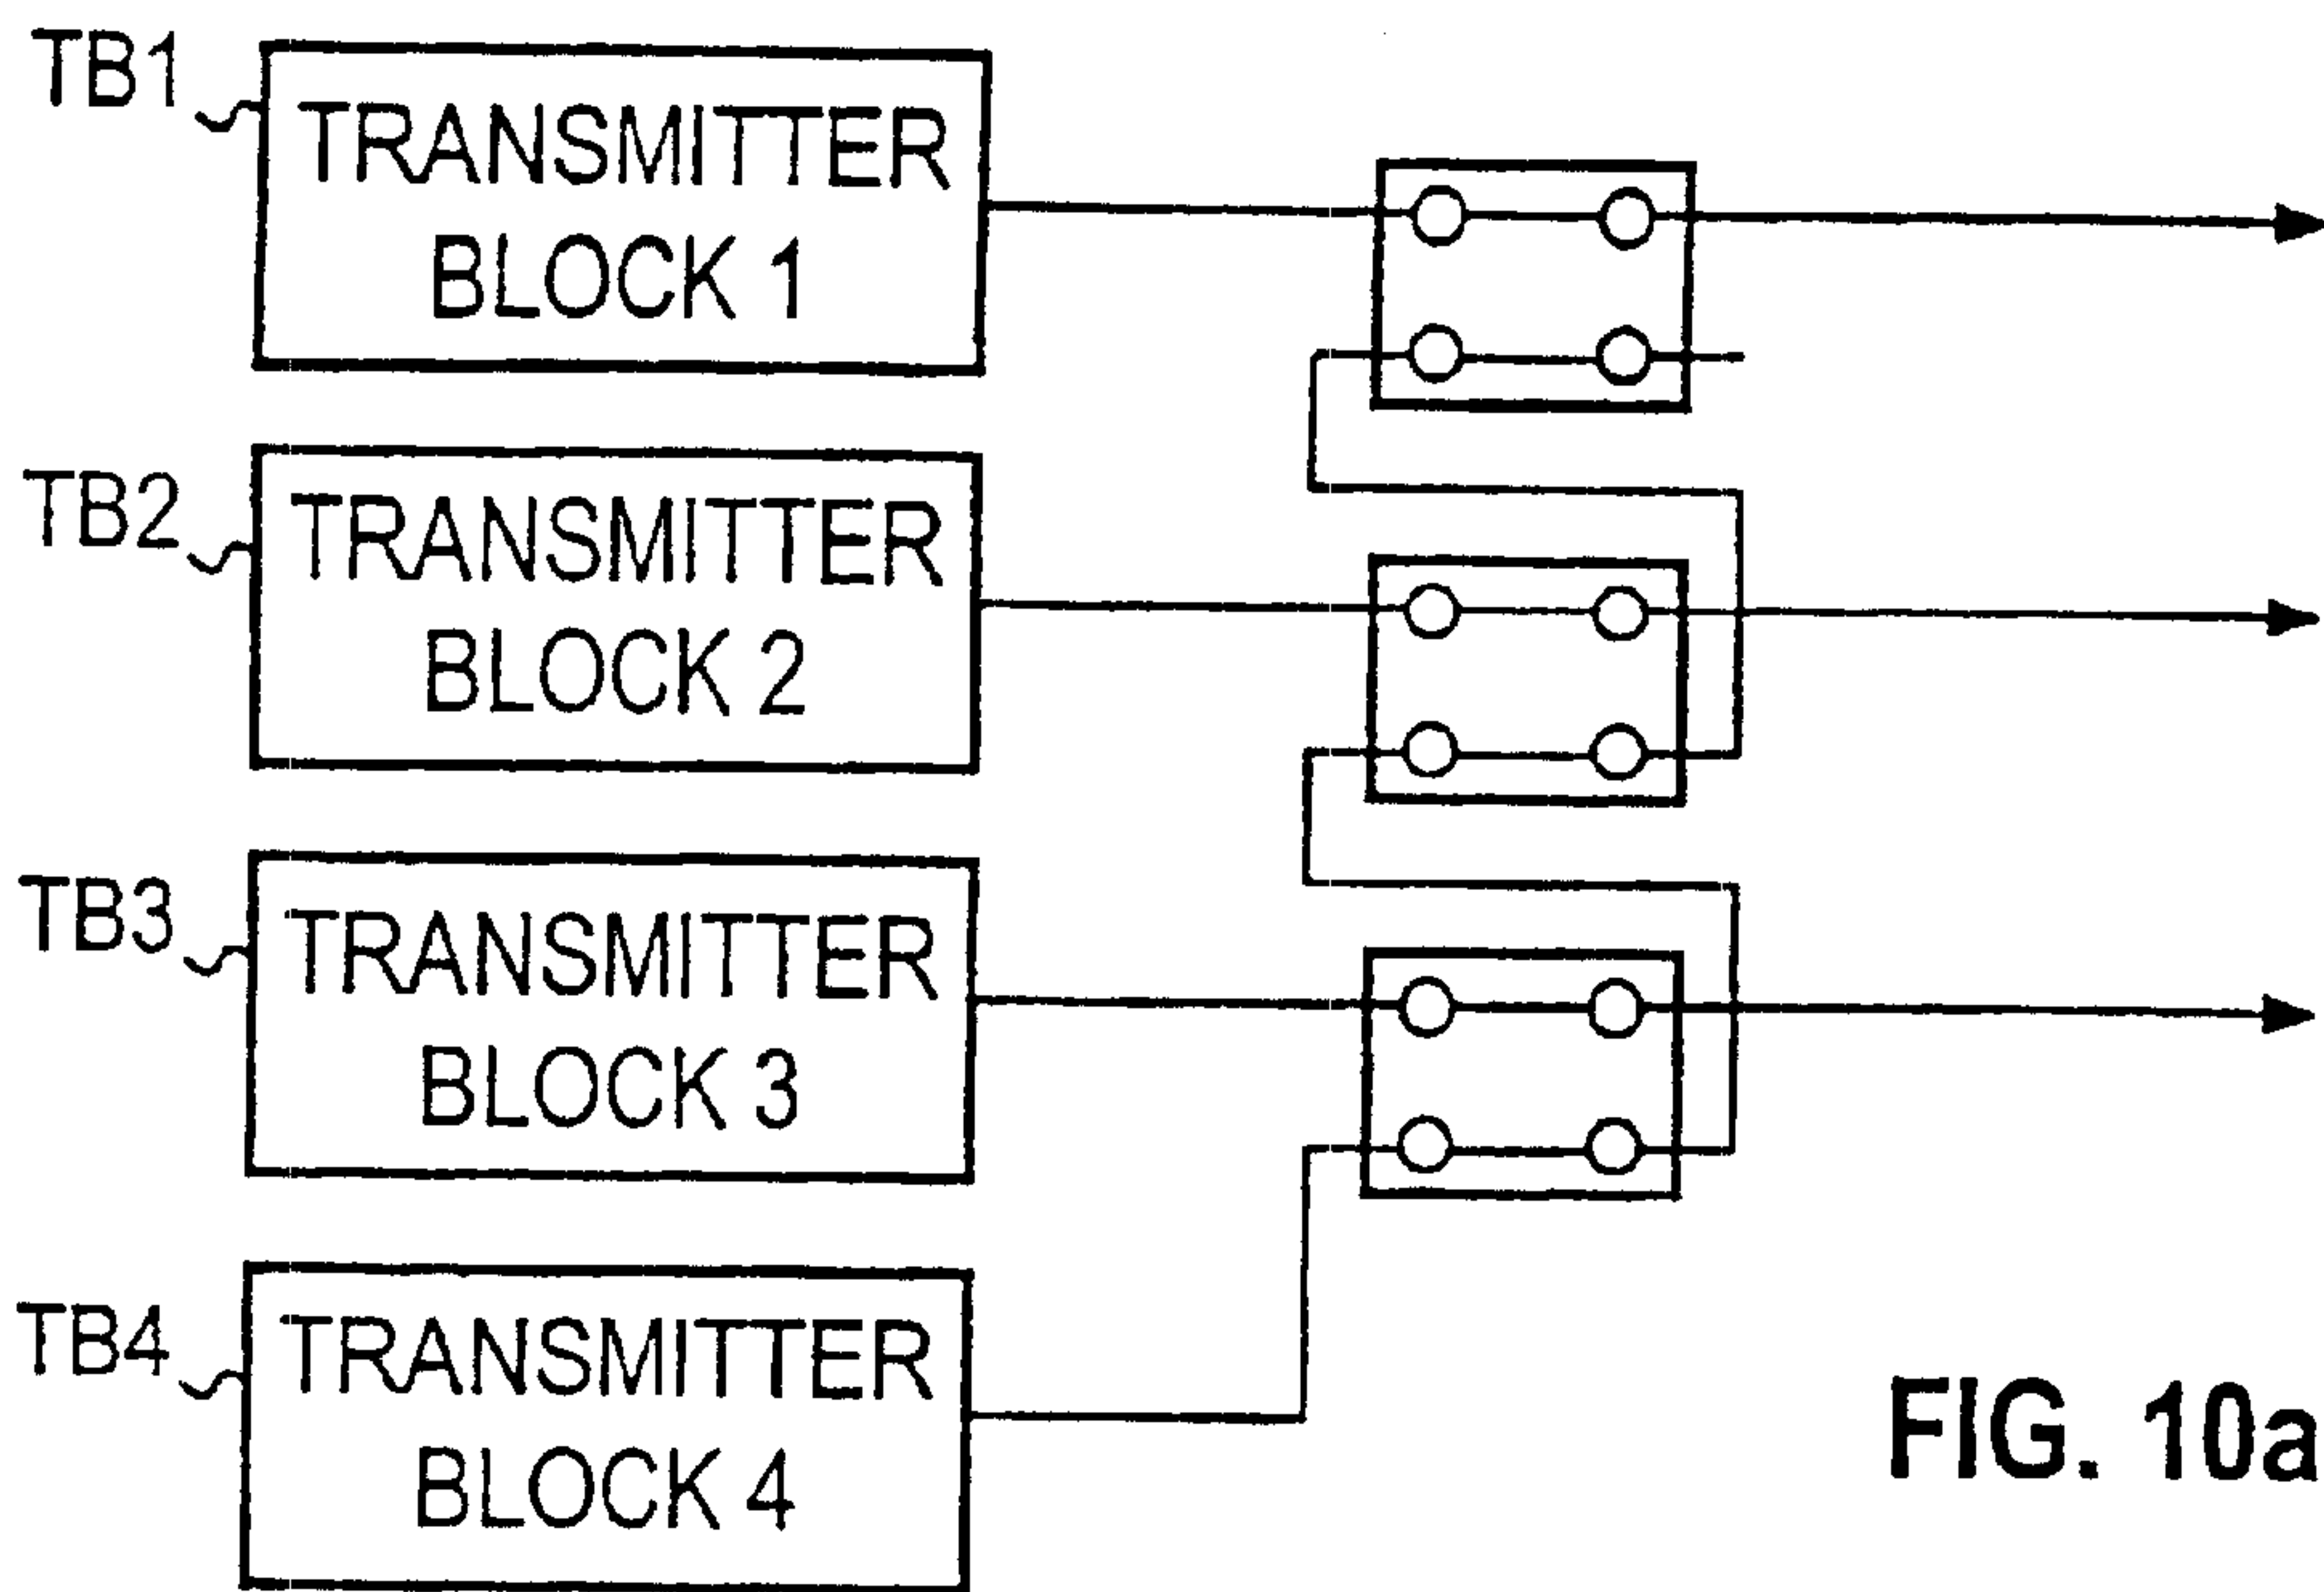 TB1
TRANSMITTER
BLOCK 1
TB2
TRANSMITTER
BLOCK 2
TB3
TRANSMITTER
BLOCK 3
TB4
TRANSMITTER
BLOCK 4
FIG. 10a